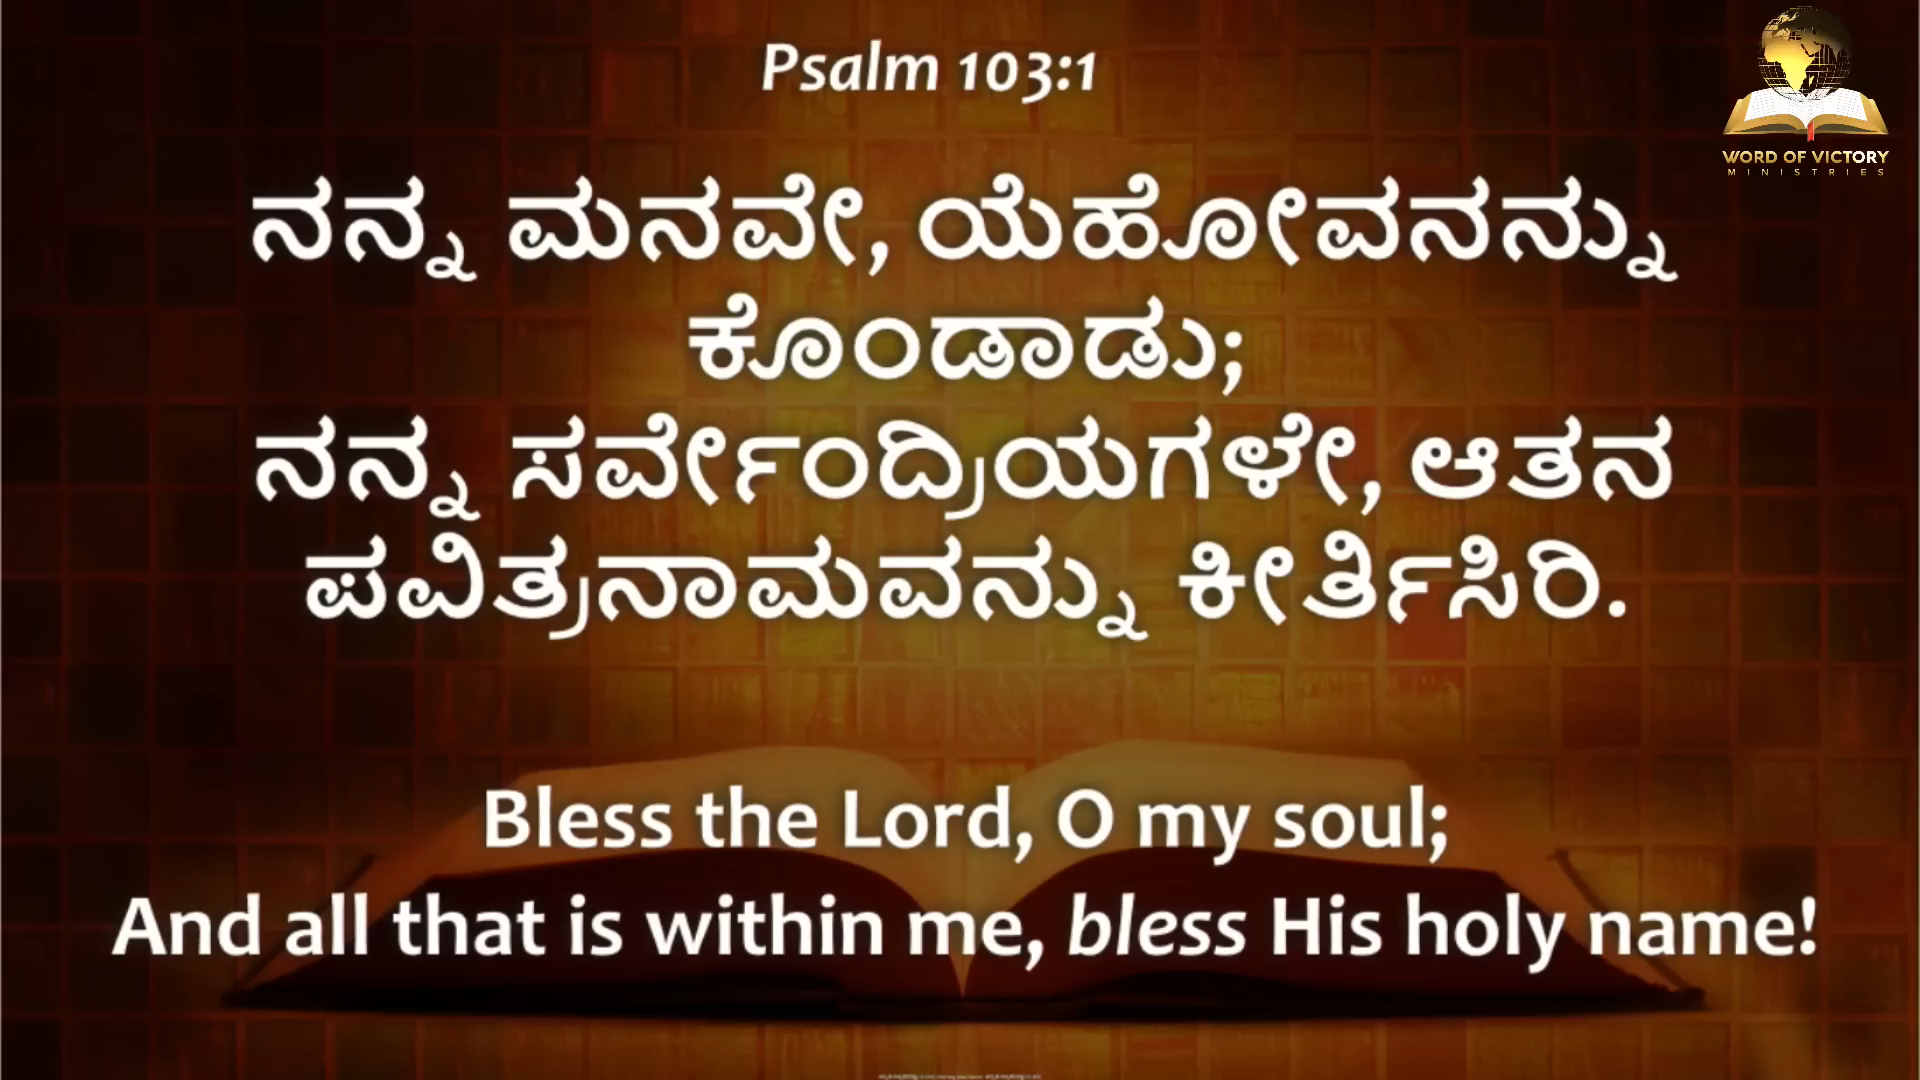 Psalm 103:1
WORD OF VICTORY
MINISTRIES
ನನ್ನ ಮನವೇ, ಯೆಹೋವನನ್ನು
ಕೊಂಡಾಡು;
ನನ್ನ ಸರ್ವೇಂದ್ರಿಯಗಳೇ, ಆತನ
ಪವಿತ್ರನಾಮವನ್ನು ಕೀರ್ತಿಸಿರಿ.
Bless the Lord, O my soul;
And all that is within me, bless His holy name!